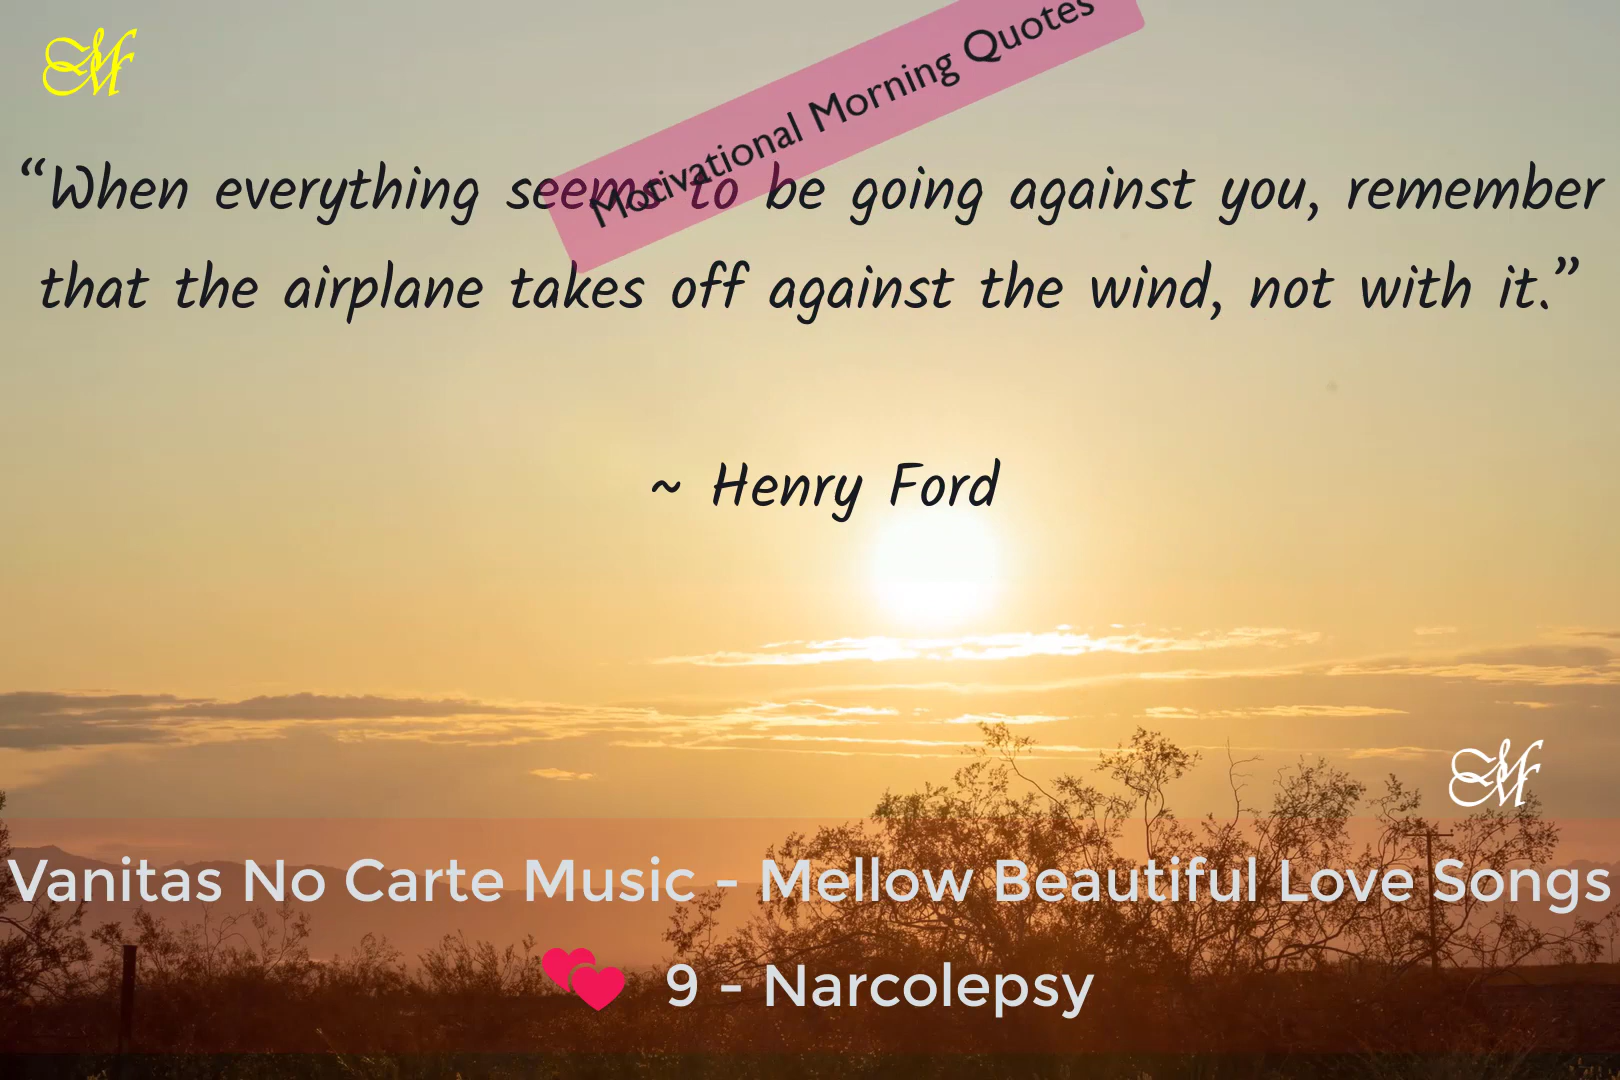 Motivational Morning Quotes
“When everything seems to be going against you, remember
that the airplane takes off against the wind, not with it.”
~ Henry Ford
Vanitas No Carte Music - Mellow Beautiful Love Songs
9 - Narcolepsy